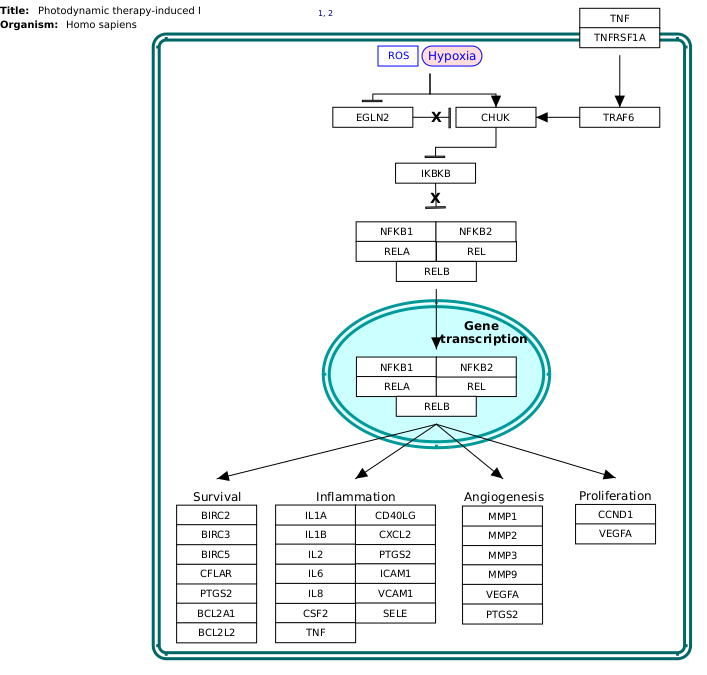 Title: Photodynamic therapy-induced I
1, 2
Organism: Homo sapiens
TNF
TNFRSF1A
ROS
Hypoxia
EGLN2
X
CHUK
TRAF6
IKBKB
X
NFKB1
NFKB2
RELA
REL
RELB
Gene
transcription
NFKB1
NFKB2
RELA
REL
RELB
Survival
BIRC2
BIRC3
BIRC5
CFLAR
PTGS2
BCL2A1
BCL2L2
Inflammation
IL1A
IL1B
IL2
IL6
IL8
CSF2
TNF
CD40LG
CXCL2
PTGS2
ICAM1
VCAM1
SELE
Angiogenesis
MMP1
MMP2
MMP3
MMP9
VEGFA
PTGS2
Proliferation
CCND1
VEGFA